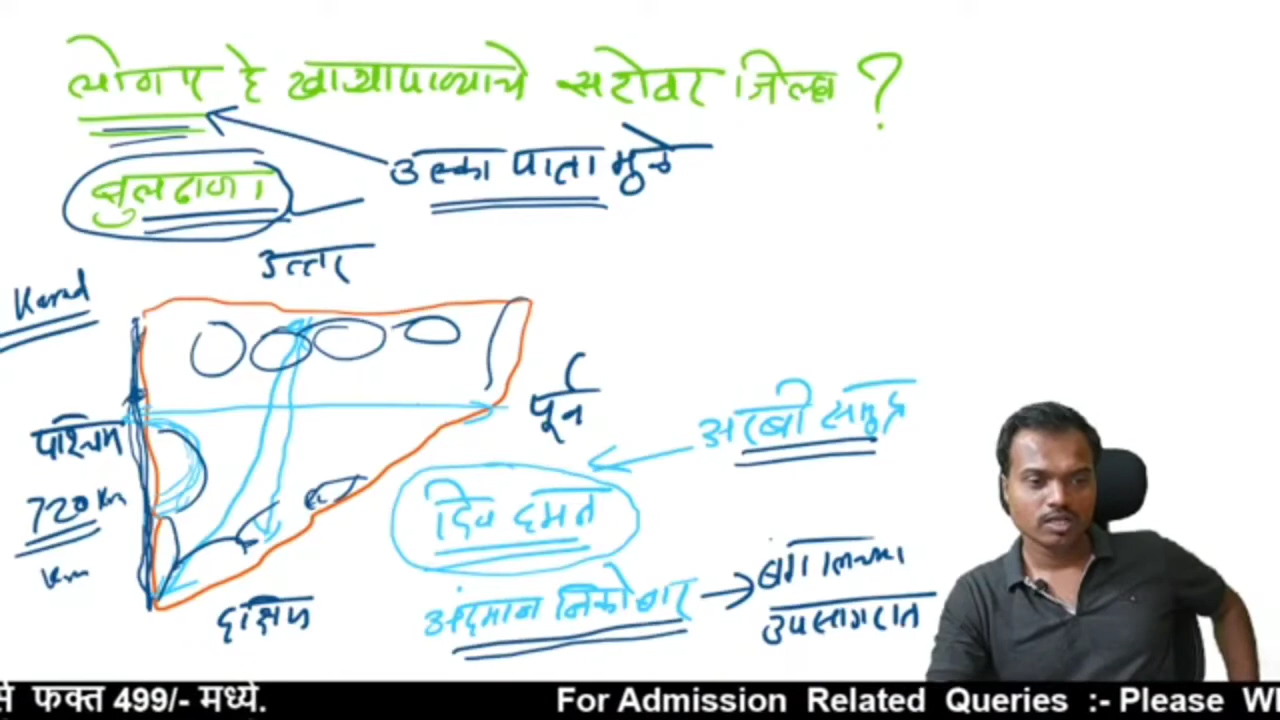 लोणार हे खाऱ्यापाण्याचे सरोवर जिल्हा ?
उल्का पाता मुळे
बुलढाणा
उत्तर
पूर्व
पश्चिम
720 Km
Km
अरबी समुद्र
दिव दमन
अंदमान निकोबार → बंगालच्या
उपसागरात
दक्षिण
से फक्त 499/- मध्ये. For Admission Related Queries :- Please W